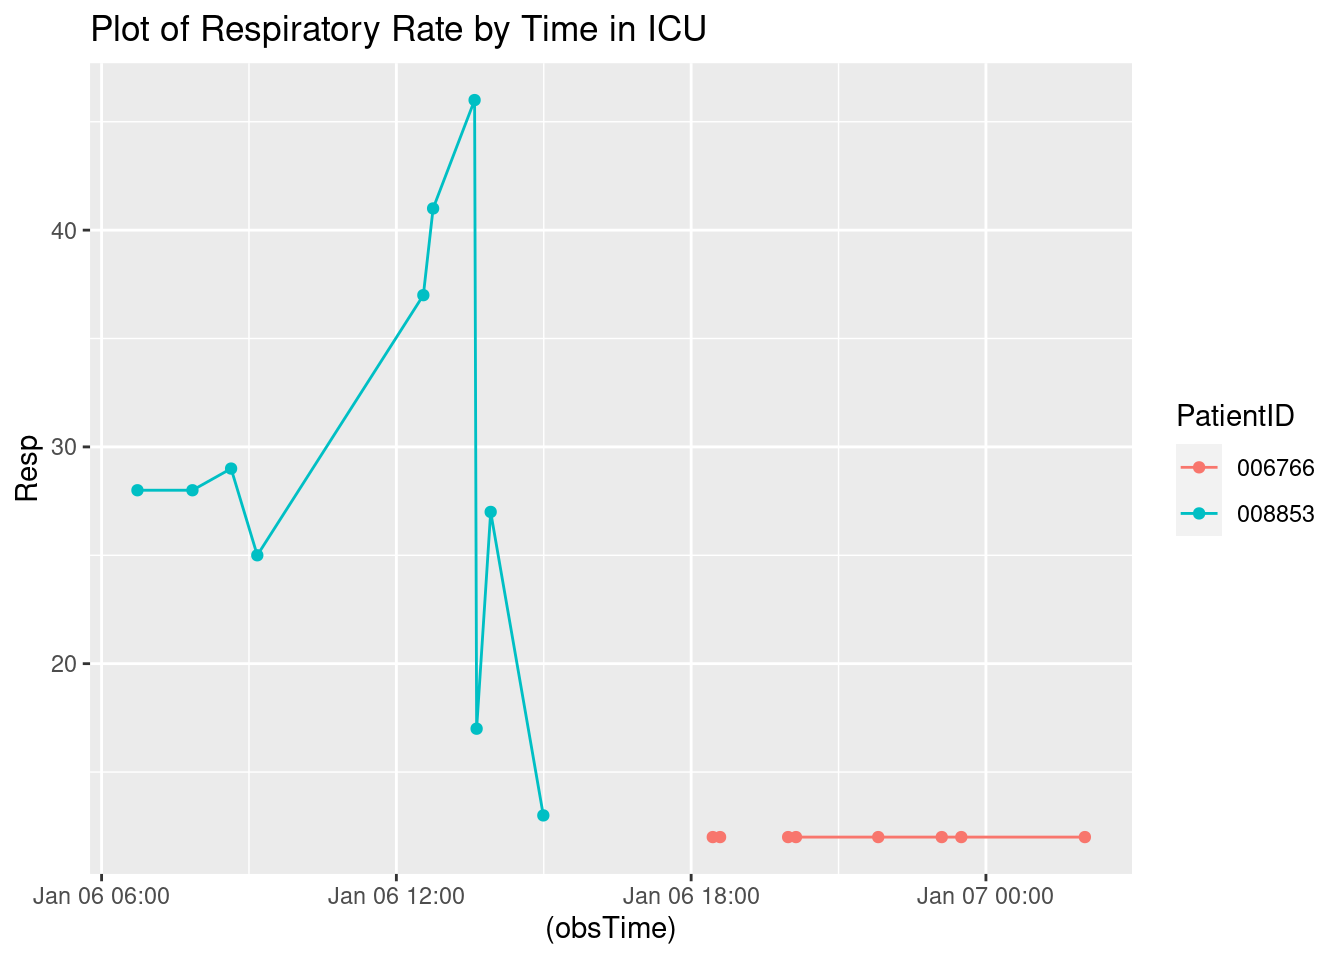 Plot of Respiratory Rate by Time in ICU
40
30
20
Resp
Jan 06 06:00
Jan 06 12:00
Jan 06 18:00
Jan 07 00:00
(obsTime)
PatientID
006766
008853